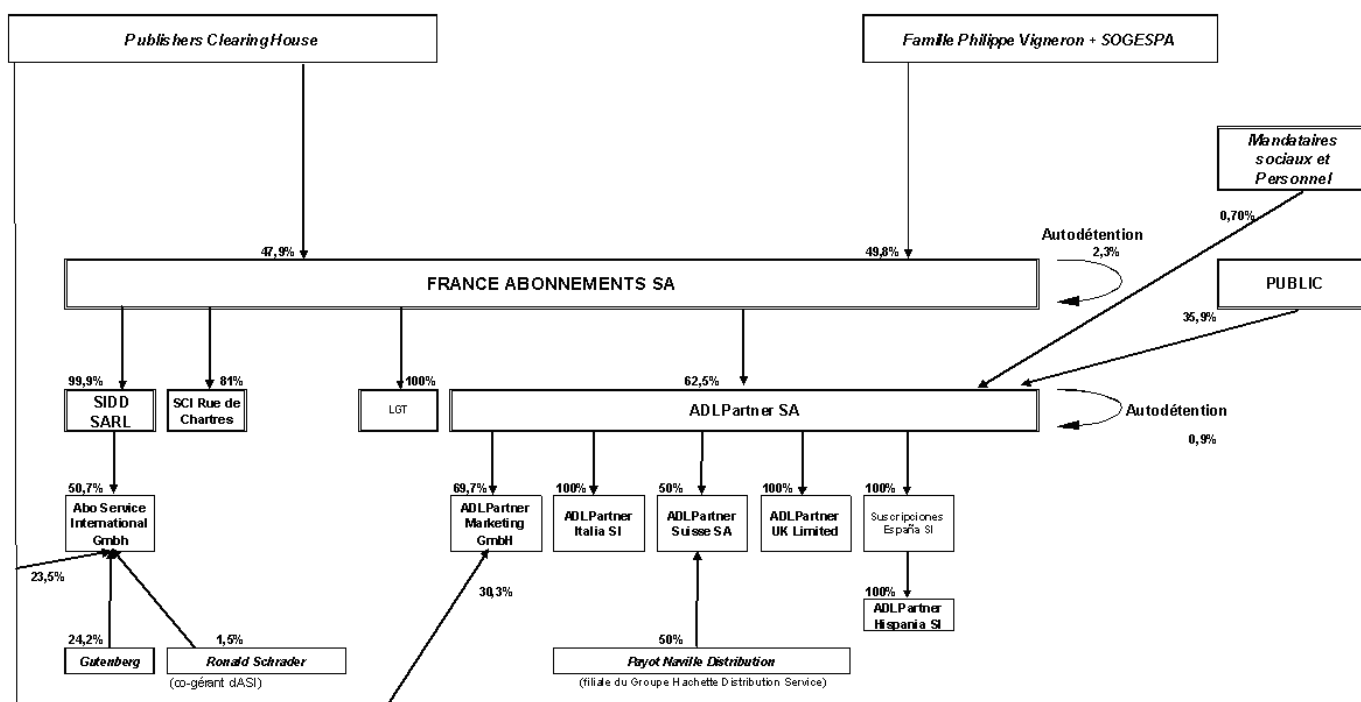 Publishers Clearing House
Famille Philippe Vigneron + SOGESPA
Mandataires
sociaux et
Personnel
0,70%
47,9%
49,8%
Autodétention
2,3%
FRANCE ABONNEMENTS SA
PUBLIC
35,9%
99,9%
81%
100%
62,5%
SIDD
SARL
SCI Rue de
Chartres
LGT
ADLPartner SA
Autodétention
0,9%
50,7%
69,7%
100%
50%
100%
100%
Abo Service
International
Gmbh
ADLPartner
Marketing
GmbH
ADLPartner
Italia Sl
ADLPartner
Suisse SA
ADLPartner
UK Limited
Suscripciones
España Sl
23,5%
30,3%
100%
ADLPartner
Hispania Sl
24,2%
1,5%
50%
Gutenberg
Ronald Schrader
(co-gérant dASI)
Payot Naville Distribution
(filiale du Groupe Hachette Distribution Service)